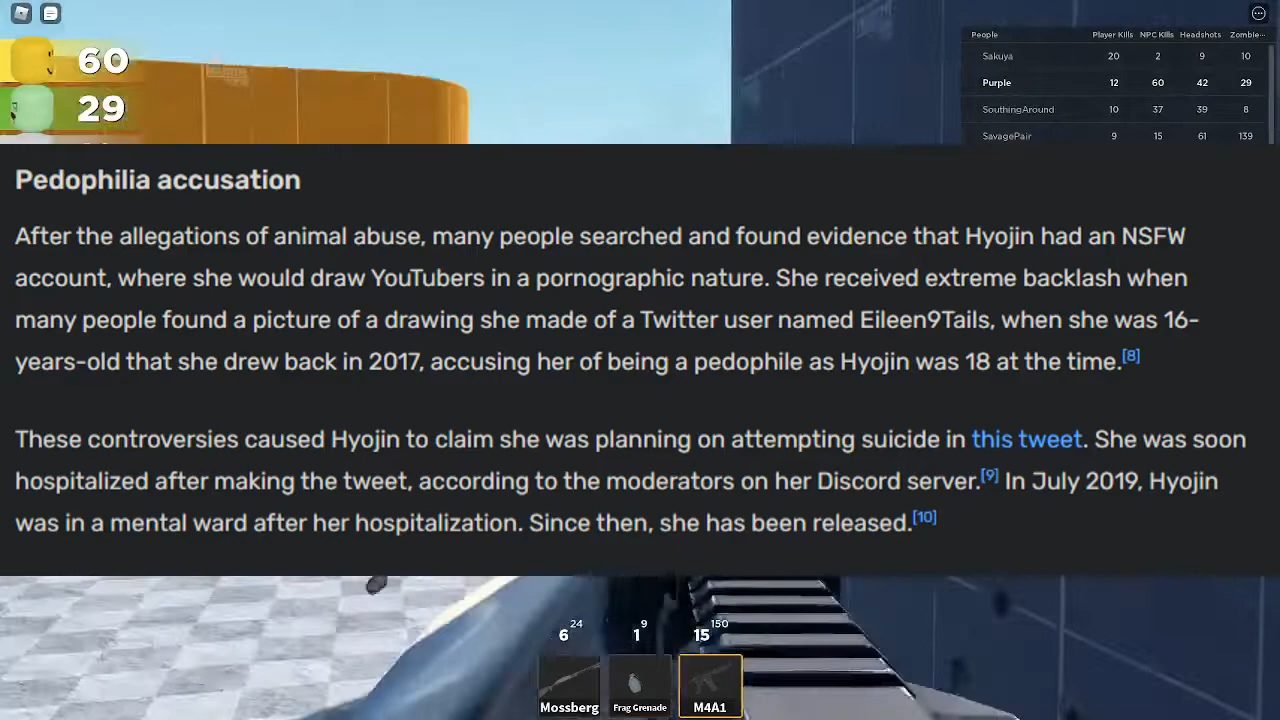 60
29
People Player Kills NPC Kills Headshots Zombie...
Sakuya 20 2 9 10
Purple 12 60 42 29
SouthingAround 10 37 39 8
SavagePair 9 15 61 139
Pedophilia accusation
After the allegations of animal abuse, many people searched and found evidence that Hyojin had an NSFW
account, where she would draw YouTubers in a pornographic nature. She received extreme backlash when
many people found a picture of a drawing she made of a Twitter user named Eileen9Tails, when she was 16-
years-old that she drew back in 2017, accusing her of being a pedophile as Hyojin was 18 at the time.[8]
These controversies caused Hyojin to claim she was planning on attempting suicide in this tweet. She was soon
hospitalized after making the tweet, according to the moderators on her Discord server.[9] In July 2019, Hyojin
was in a mental ward after her hospitalization. Since then, she has been released.[10]
6 24 1 9 15 150
Mossberg Frag Grenade M4A1